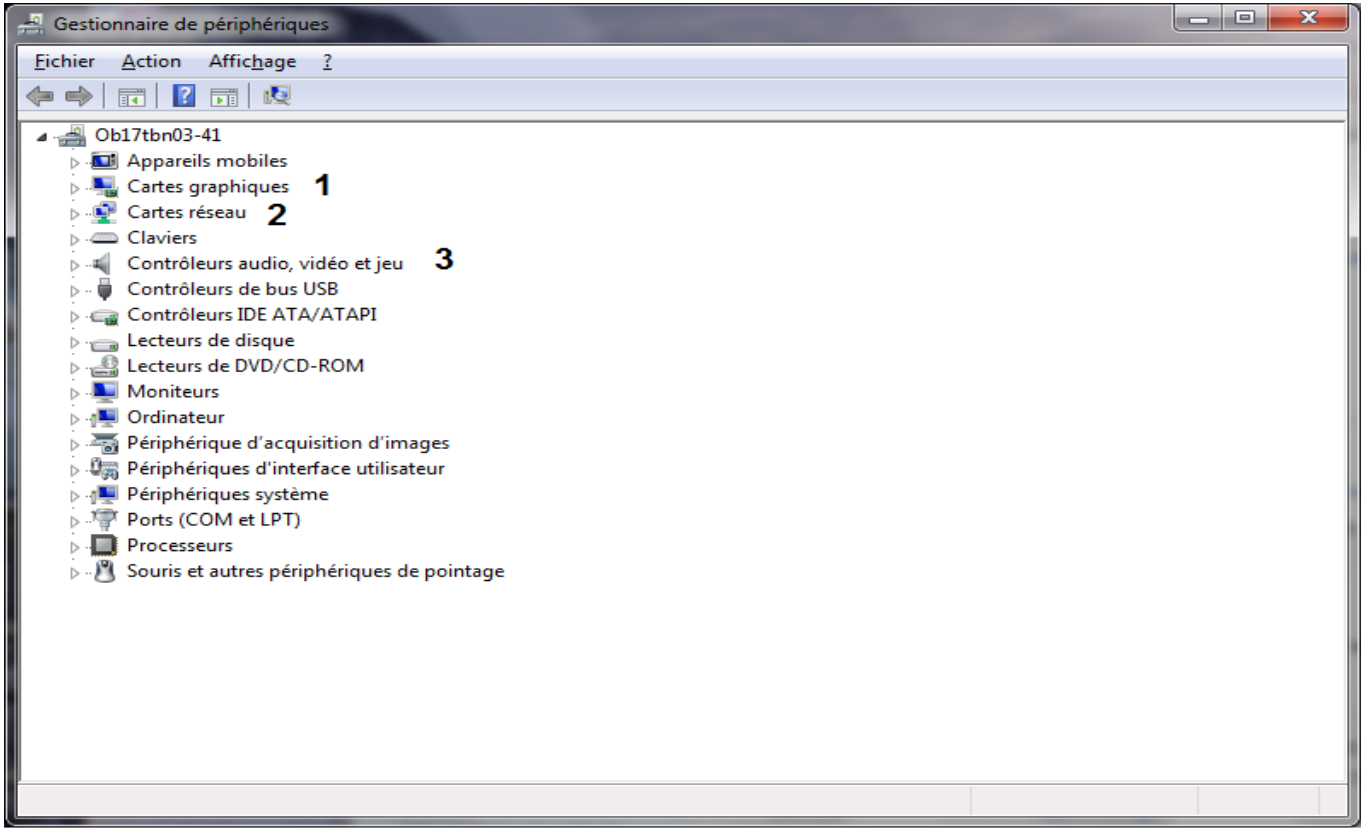 Gestionnaire de périphériques
Fichier Action Affichage ?
Ob17tbn03-41
Appareils mobiles
Cartes graphiques 1
Cartes réseau 2
Claviers
Contrôleurs audio, vidéo et jeu 3
Contrôleurs de bus USB
Contrôleurs IDE ATA/ATAPI
Lecteurs de disque
Lecteurs de DVD/CD-ROM
Moniteurs
Ordinateur
Périphérique d'acquisition d'images
Périphériques d'interface utilisateur
Périphériques système
Ports (COM et LPT)
Processeurs
Souris et autres périphériques de pointage